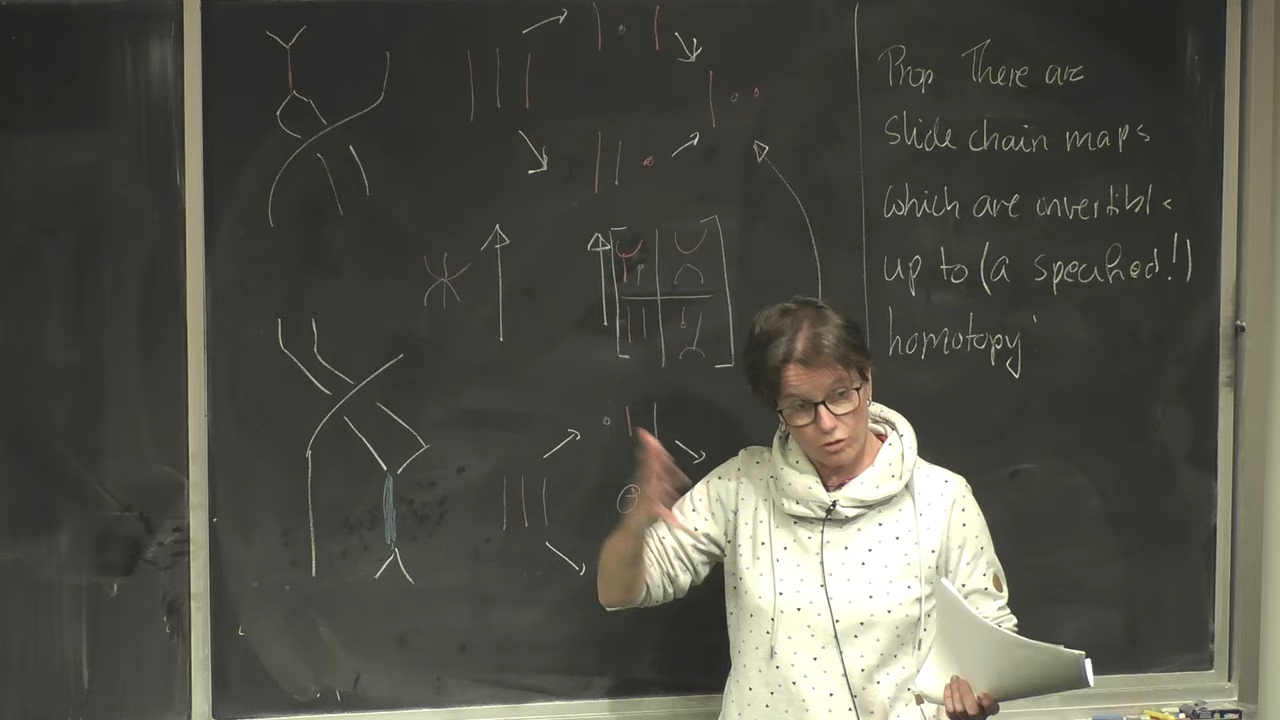 Prop There are
Slide chain maps
which are invertible
up to (a specified!)
homotopy